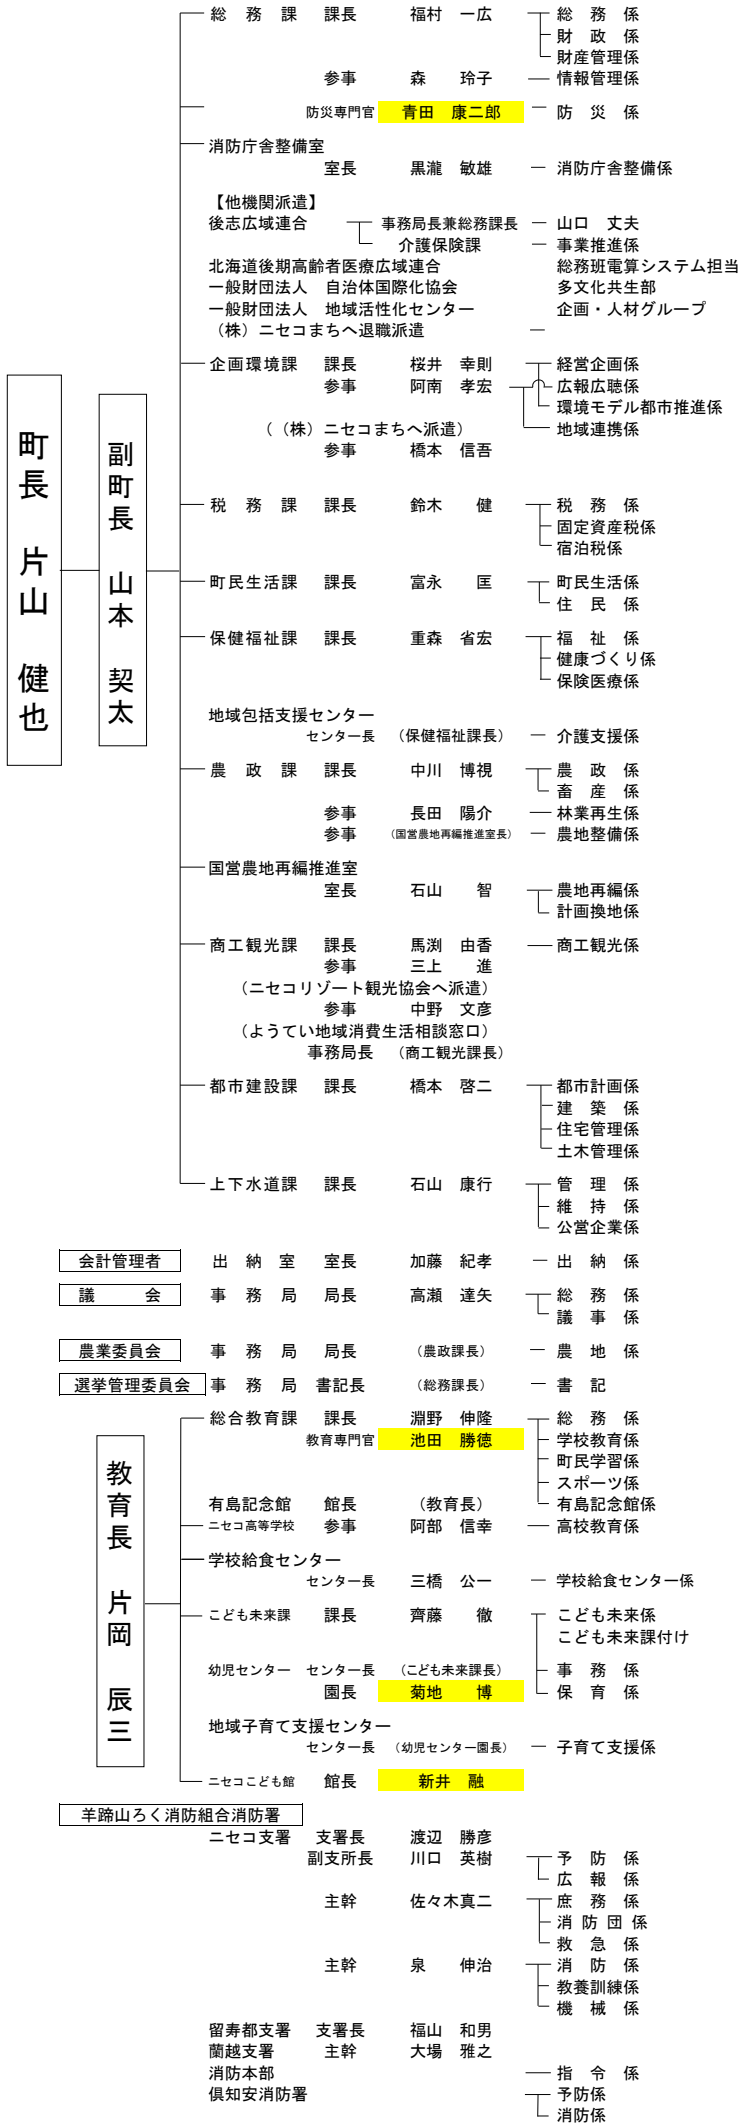 総　務　課　課長　福村　一広　総　務　係
財　政　係
財産管理係
参事　森　玲子　情報管理係
防災専門官　青田　康二郎　防　災　係
消防庁舎整備室
室長　黒瀧　敏雄　消防庁舎整備係
【他機関派遣】
後志広域連合　事務局長兼総務課長　山口　丈夫
介護保険課　事業推進係
北海道後期高齢者医療広域連合　総務班電算システム担当
一般財団法人　自治体国際化協会　多文化共生部
一般財団法人　地域活性化センター　企画・人材グループ
（株）ニセコまちへ退職派遣　－
企画環境課　課長　桜井　幸則　経営企画係
参事　阿南　孝宏　広報広聴係
環境モデル都市推進係
（（株）ニセコまちへ派遣）　地域連携係
参事　橋本　信吾
町長　片山　健也
副町長　山本　契太
税　務　課　課長　鈴木　健　税　務　係
固定資産税係
宿泊税係
町民生活課　課長　富永　匡　町民生活係
住　民　係
保健福祉課　課長　重森　省宏　福　祉　係
健康づくり係
保険医療係
地域包括支援センター
センター長　（保健福祉課長）　介護支援係
農　政　課　課長　中川　博視　農　政　係
畜　産　係
参事　長田　陽介　林業再生係
参事　（国営農地再編推進室長）　農地整備係
国営農地再編推進室
室長　石山　智　農地再編係
計画換地係
商工観光課　課長　馬渕　由香　商工観光係
参事　三上　進
（ニセコリゾート観光協会へ派遣）
参事　中野　文彦
（ようてい地域消費生活相談窓口）
事務局長　（商工観光課長）
都市建設課　課長　橋本　啓二　都市計画係
建　築　係
住宅管理係
土木管理係
上下水道課　課長　石山　康行　管　理　係
維　持　係
公営企業係
会計管理者　出　納　室　室長　加藤　紀孝　出　納　係
議　会　事　務　局　局長　高瀬　達矢　総　務　係
議　事　係
農業委員会　事　務　局　局長　（農政課長）　農　地　係
選挙管理委員会　事　務　局　書記長　（総務課長）　書　記
総合教育課　課長　淵野　伸隆　総　務　係
教育専門官　池田　勝徳　学校教育係
町民学習係
スポーツ係
有島記念館　館長　（教育長）　有島記念館係
ニセコ高等学校　参事　阿部　信幸　高校教育係
教育長　片岡　辰三
学校給食センター
センター長　三橋　公一　学校給食センター係
こども未来課　課長　齊藤　徹　こども未来係
こども未来課付け
幼児センター　センター長　（こども未来課長）　事　務　係
園長　菊地　博　保　育　係
地域子育て支援センター
センター長　（幼児センター園長）　子育て支援係
ニセコこども館　館長　新井　融
羊蹄山ろく消防組合消防署
ニセコ支署　支署長　渡辺　勝彦
副支所長　川口　英樹　予　防　係
広　報　係
主幹　佐々木真二　庶　務　係
消 防 団 係
救　急　係
主幹　泉　伸治　消　防　係
教養訓練係
機　械　係
留寿都支署　支署長　福山　和男
蘭越支署　主幹　大場　雅之
消防本部　指　令　係
倶知安消防署　予防係
消防係